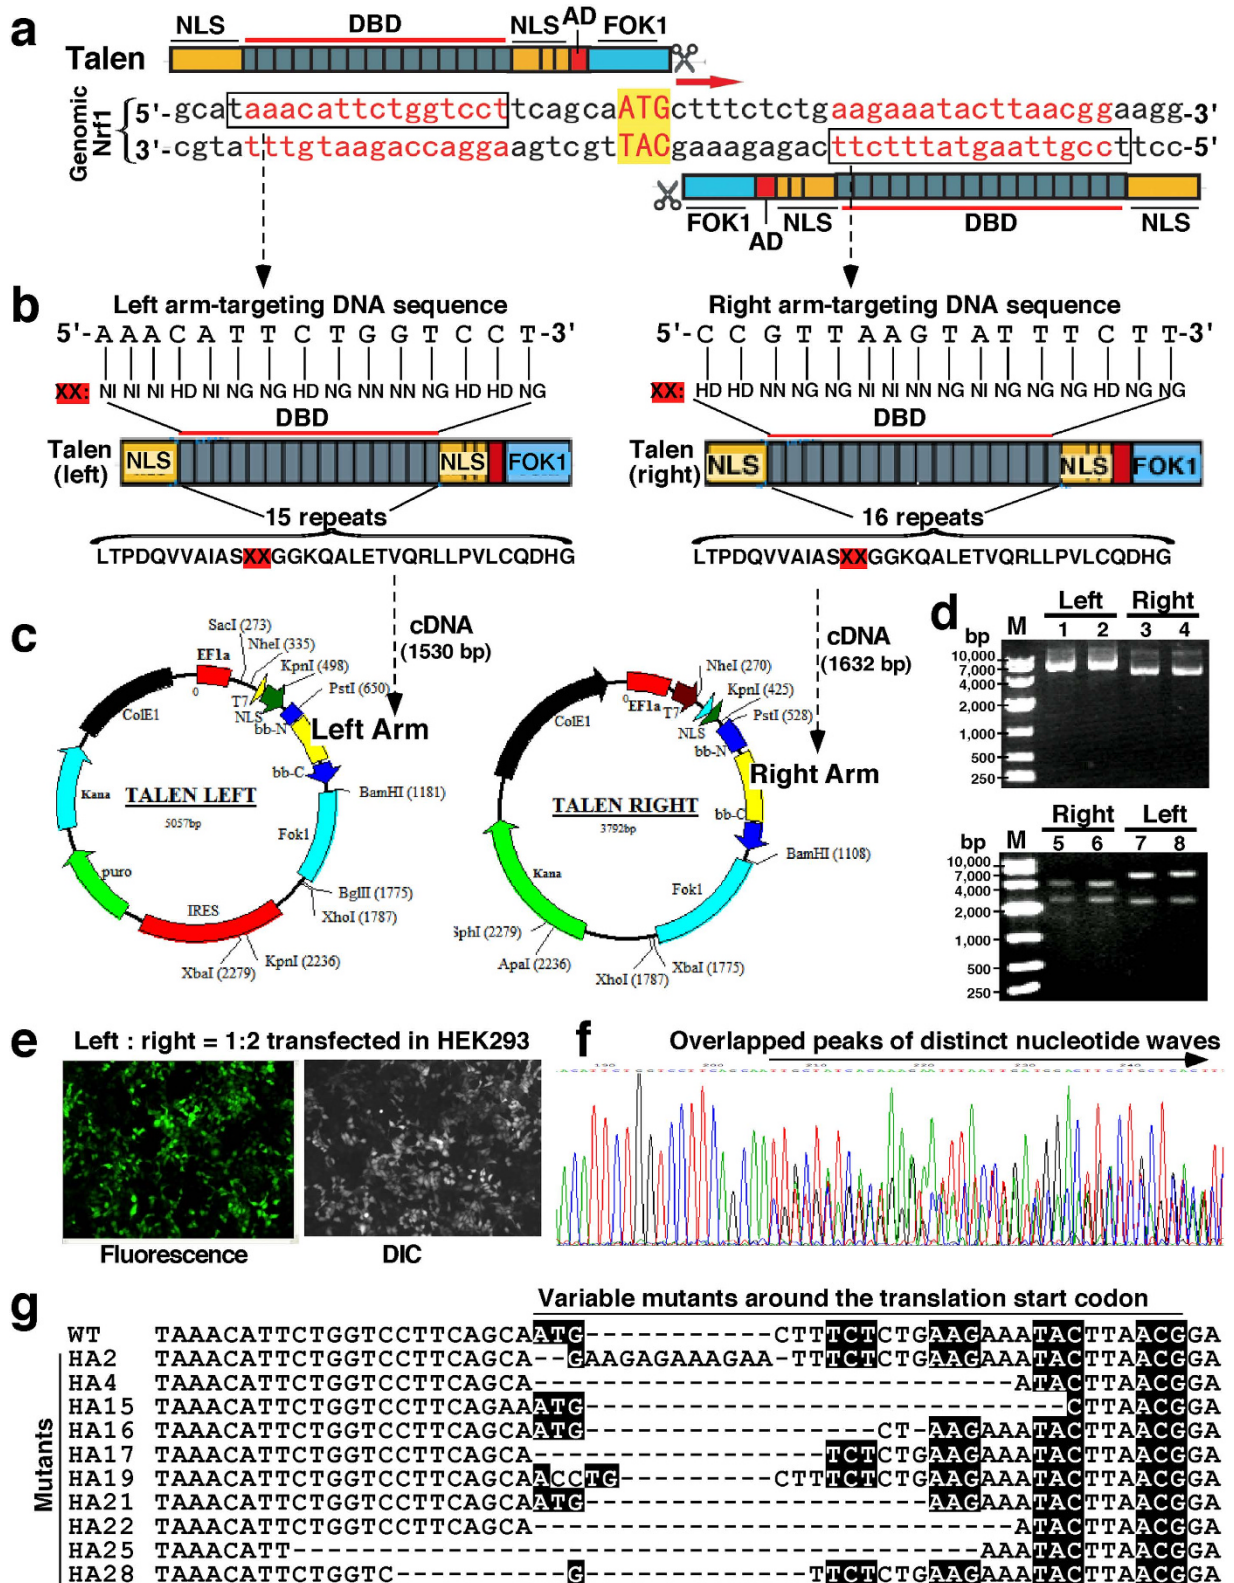 a
NLS DBD NLS AD FOK1
Talen
Genomic Nrf1
5'-gcataaacattctggtccttcagcaATGctttctctgaagaaatacttaacggaagg-3'
3'-cgtatttgtaagaccaggaagtcgtTACgaaagagacttctttatgaattgccttcc-5'
FOK1 AD NLS DBD NLS
b
Left arm-targeting DNA sequence
5'-A A A C A T T C T G G T C C T-3'
XX: NI NI NI HD NI NG NG HD NG NN NN NG HD HD NG
DBD
Talen (left)
NLS NLS FOK1
15 repeats
LTPDQVVAIASXXGGKQALETVQRLLPVLCQDHG
Right arm-targeting DNA sequence
5'-C C G T T A A G T A T T T C T T-3'
XX: HD HD NN NG NG NI NI NN NG NI NG NG NG HD NG NG
DBD
Talen (right)
NLS NLS FOK1
16 repeats
LTPDQVVAIASXXGGKQALETVQRLLPVLCQDHG
c
cDNA
(1530 bp)
Left Arm
SacI (273)
NheI (335)
KpnI (498)
PstI (650)
EF1a
0
T7
NLS
bb-N
bb-C
BamHI (1181)
Fok1
BglII (1775)
XhoI (1787)
KpnI (2236)
XbaI (2279)
IRES
puro
Kana
ColE1
TALEN LEFT
5057bp
cDNA
(1632 bp)
Right Arm
NheI (270)
KpnI (425)
PstI (528)
0
EF1a
T7
NLS
bb-N
bb-C
BamHI (1108)
Fok1
XbaI (1775)
XhoI (1787)
ApaI (2236)
SphI (2279)
Kana
ColE1
TALEN RIGHT
3792bp
d
Left Right
bp M 1 2 3 4
10,000
7,000
4,000
2,000
1,000
500
250
Right Left
bp M 5 6 7 8
10,000
7,000
4,000
2,000
1,000
500
250
e
Left : right = 1:2 transfected in HEK293
Fluorescence
DIC
f
Overlapped peaks of distinct nucleotide waves
190 200 210 220 230 240
g
Variable mutants around the translation start codon
Mutants
WT TAAACATTCTGGTCCTTCAGCAATG-----------CTTTCTCTGAAGAAATACTTAACGGA
HA2 TAAACATTCTGGTCCTTCAGCA--GAAGAGAAAGAA-TTTCTCTGAAGAAATACTTAACGGA
HA4 TAAACATTCTGGTCCTTCAGCA----------------------------ATACTTAACGGA
HA15 TAAACATTCTGGTCCTTCAGAAATG----------------------------CTTAACGGA
HA16 TAAACATTCTGGTCCTTCAGCAATG-----------------CT-AAGAAATACTTAACGGA
HA17 TAAACATTCTGGTCCTTCAGCA-----------------TCTCTGAAGAAATACTTAACGGA
HA19 TAAACATTCTGGTCCTTCAGCAACCTG---------CTTTCTCTGAAGAAATACTTAACGGA
HA21 TAAACATTCTGGTCCTTCAGCAATG--------------------AAGAAATACTTAACGGA
HA22 TAAACATTCTGGTCCTTCAGCA----------------------------ATACTTAACGGA
HA25 TAAACATT----------------------------------------AAATACTTAACGGA
HA28 TAAACATTCTGGTC----------G-------------TTCTCTGAAGAAATACTTAACGGA